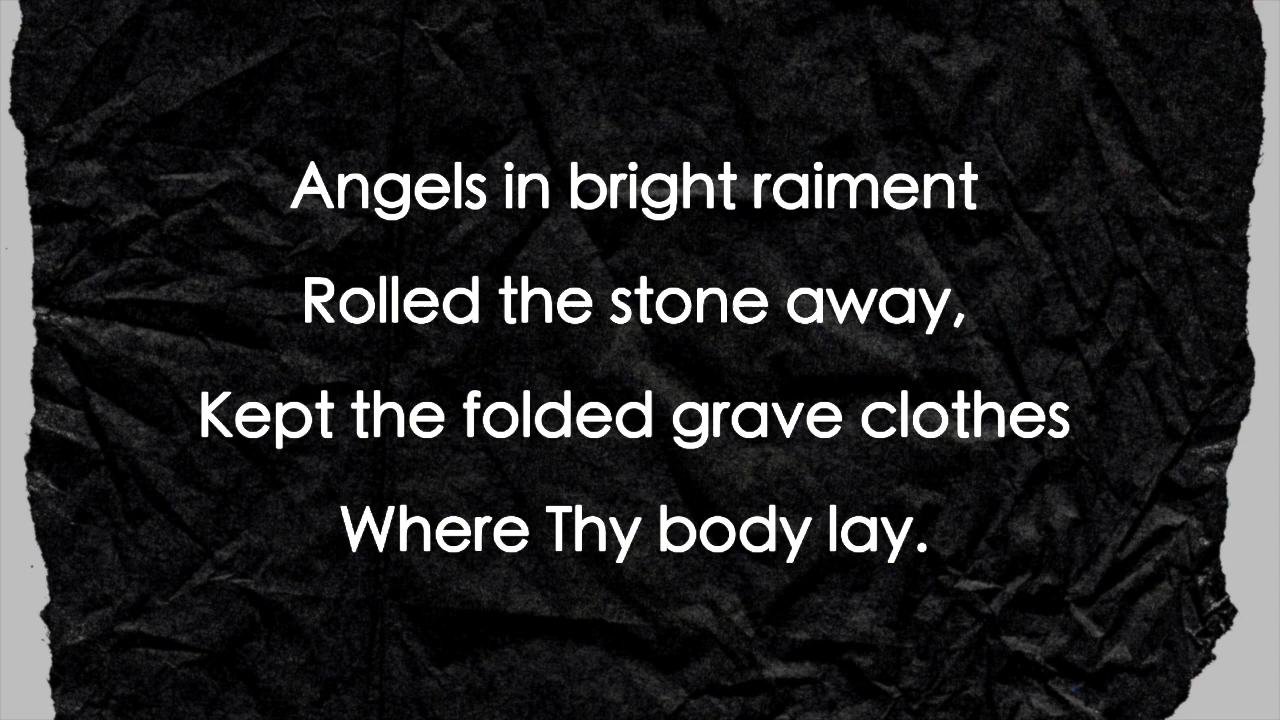 Angels in bright raiment
Rolled the stone away,
Kept the folded grave clothes
Where Thy body lay.